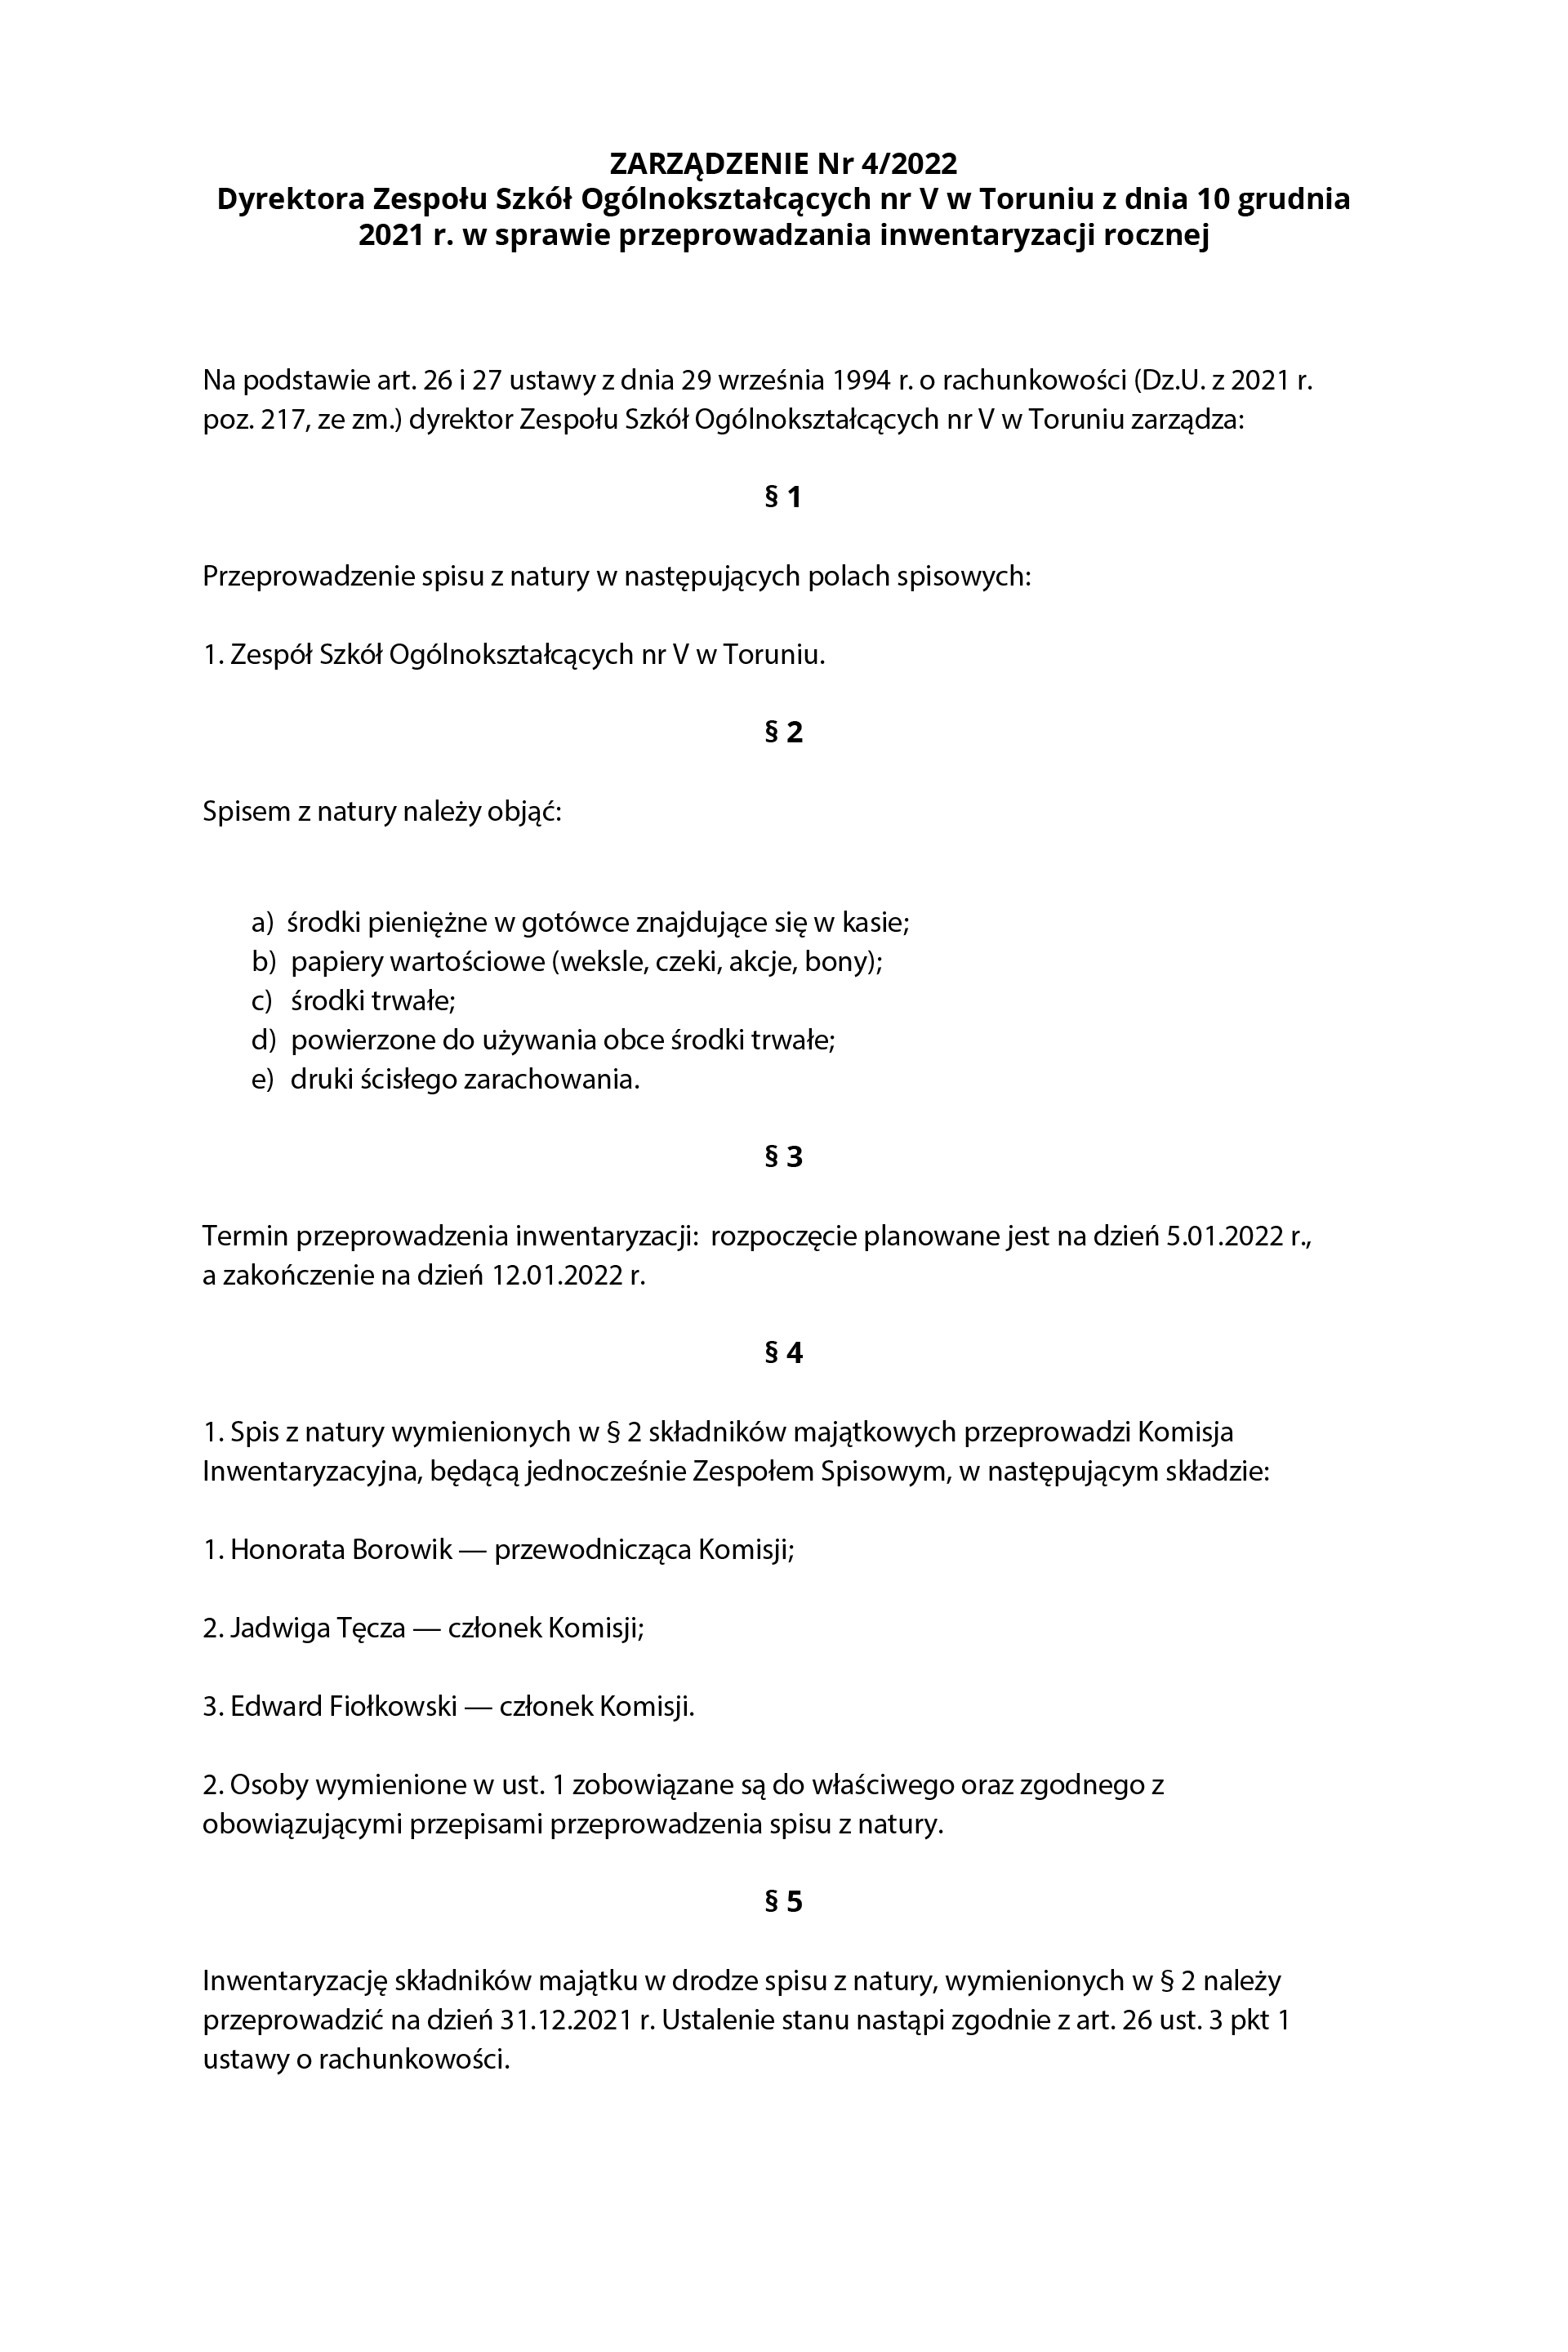 ZARZĄDZENIE Nr 4/2022
Dyrektora Zespołu Szkół Ogólnokształcących nr V w Toruniu z dnia 10 grudnia
2021 r. w sprawie przeprowadzania inwentaryzacji rocznej
Na podstawie art. 26 i 27 ustawy z dnia 29 września 1994 r. o rachunkowości (Dz.U. z 2021 r.
poz. 217, ze zm.) dyrektor Zespołu Szkół Ogólnokształcących nr V w Toruniu zarządza:
§ 1
Przeprowadzenie spisu z natury w następujących polach spisowych:
1. Zespół Szkół Ogólnokształcących nr V w Toruniu.
§ 2
Spisem z natury należy objąć:
a) środki pieniężne w gotówce znajdujące się w kasie;
b) papiery wartościowe (weksle, czeki, akcje, bony);
c) środki trwałe;
d) powierzone do używania obce środki trwałe;
e) druki ścisłego zarachowania.
§ 3
Termin przeprowadzenia inwentaryzacji: rozpoczęcie planowane jest na dzień 5.01.2022 r.,
a zakończenie na dzień 12.01.2022 r.
§ 4
1. Spis z natury wymienionych w § 2 składników majątkowych przeprowadzi Komisja
Inwentaryzacyjna, będącą jednocześnie Zespołem Spisowym, w następującym składzie:
1. Honorata Borowik — przewodnicząca Komisji;
2. Jadwiga Tęcza — członek Komisji;
3. Edward Fiołkowski — członek Komisji.
2. Osoby wymienione w ust. 1 zobowiązane są do właściwego oraz zgodnego z
obowiązującymi przepisami przeprowadzenia spisu z natury.
§ 5
Inwentaryzację składników majątku w drodze spisu z natury, wymienionych w § 2 należy
przeprowadzić na dzień 31.12.2021 r. Ustalenie stanu nastąpi zgodnie z art. 26 ust. 3 pkt 1
ustawy o rachunkowości.